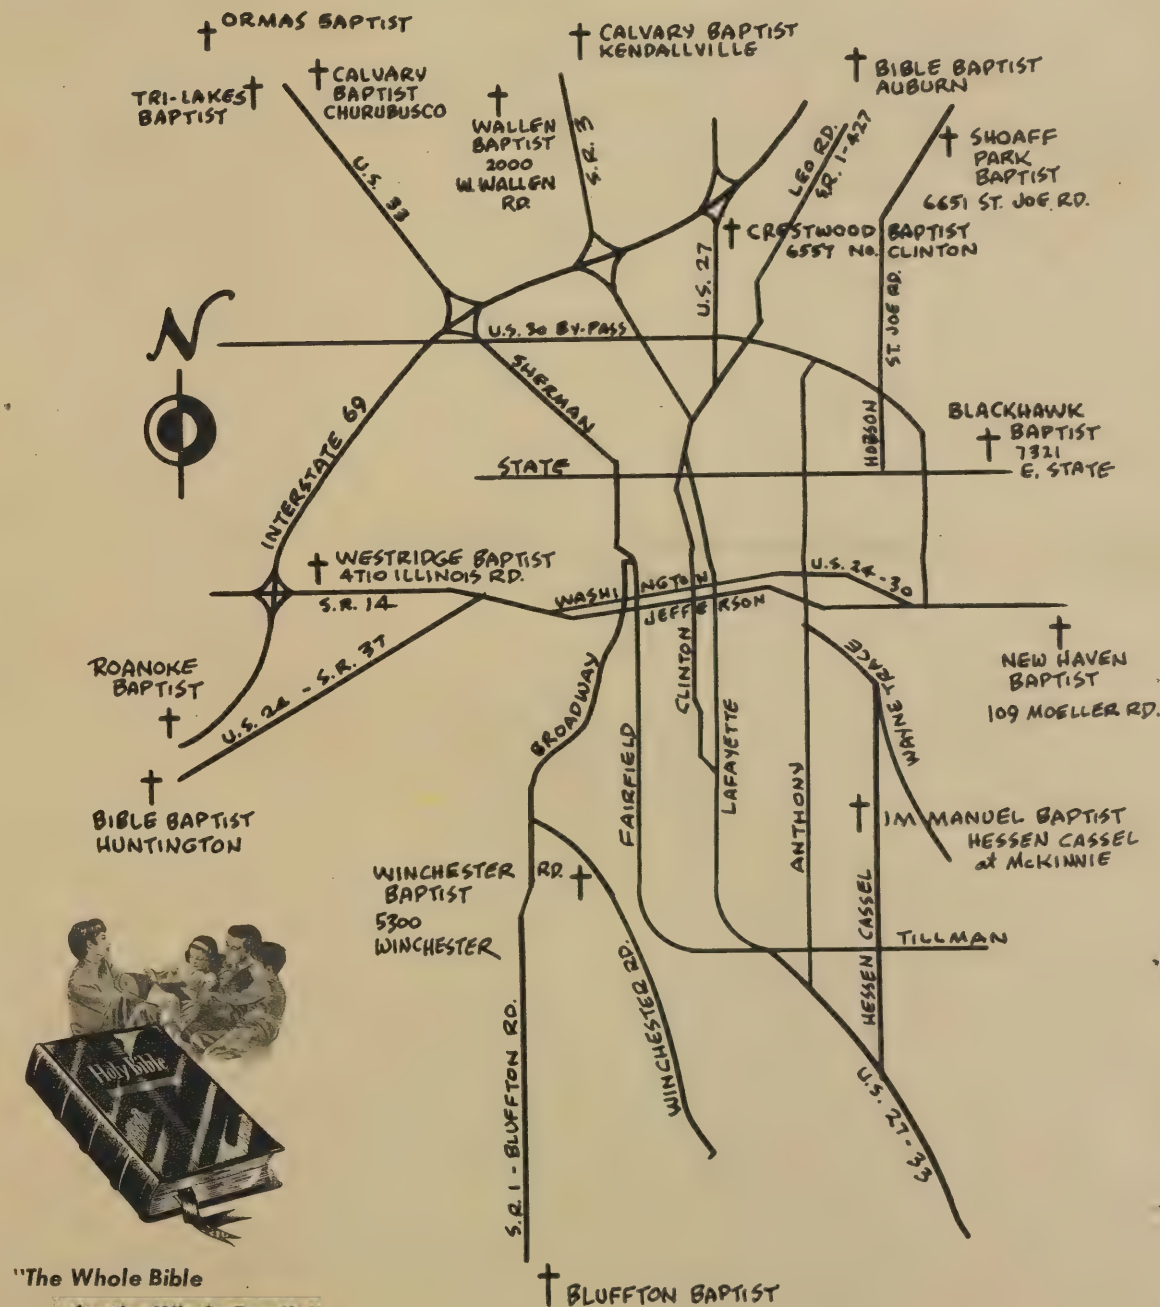 ORMAS BAPTIST
TRI-LAKES
BAPTIST
CALVARY
BAPTIST
CHURUBUSCO
WALLEN
BAPTIST
2000
W. WALLEN
RD.
CALVARY BAPTIST
KENDALLVILLE
BIBLE BAPTIST
AUBURN
SHOAFF
PARK
BAPTIST
6651 ST. JOE RD.
CRESTWOOD BAPTIST
6557 NO. CLINTON
U.S. 33
S.R. 3
U.S. 27
LEO RD.
S.R. 1-427
ST. JOE RD.
N
U.S. 30 BY-PASS
SHERMAN
INTERSTATE 69
STATE
HOBSON
BLACKHAWK
BAPTIST
7321
E. STATE
WESTRIDGE BAPTIST
4710 ILLINOIS RD.
S.R. 14
WASHINGTON
JEFFERSON
U.S. 24-30
ROANOKE
BAPTIST
U.S. 24 - S.R. 37
BIBLE BAPTIST
HUNTINGTON
NEW HAVEN
BAPTIST
109 MOELLER RD.
BROADWAY
FAIRFIELD
CLINTON
LAFAYETTE
ANTHONY
WAYNE TRACE
IMMANUEL BAPTIST
HESSEN CASSEL
at McKINNIE
WINCHESTER RD.
BAPTIST
5300
WINCHESTER
HESSEN CASSEL
TILLMAN
WINCHESTER RD.
S.R. 1 - BLUFFTON RD.
U.S. 27-33
Holy Bible
"The Whole Bible
BLUFFTON BAPTIST